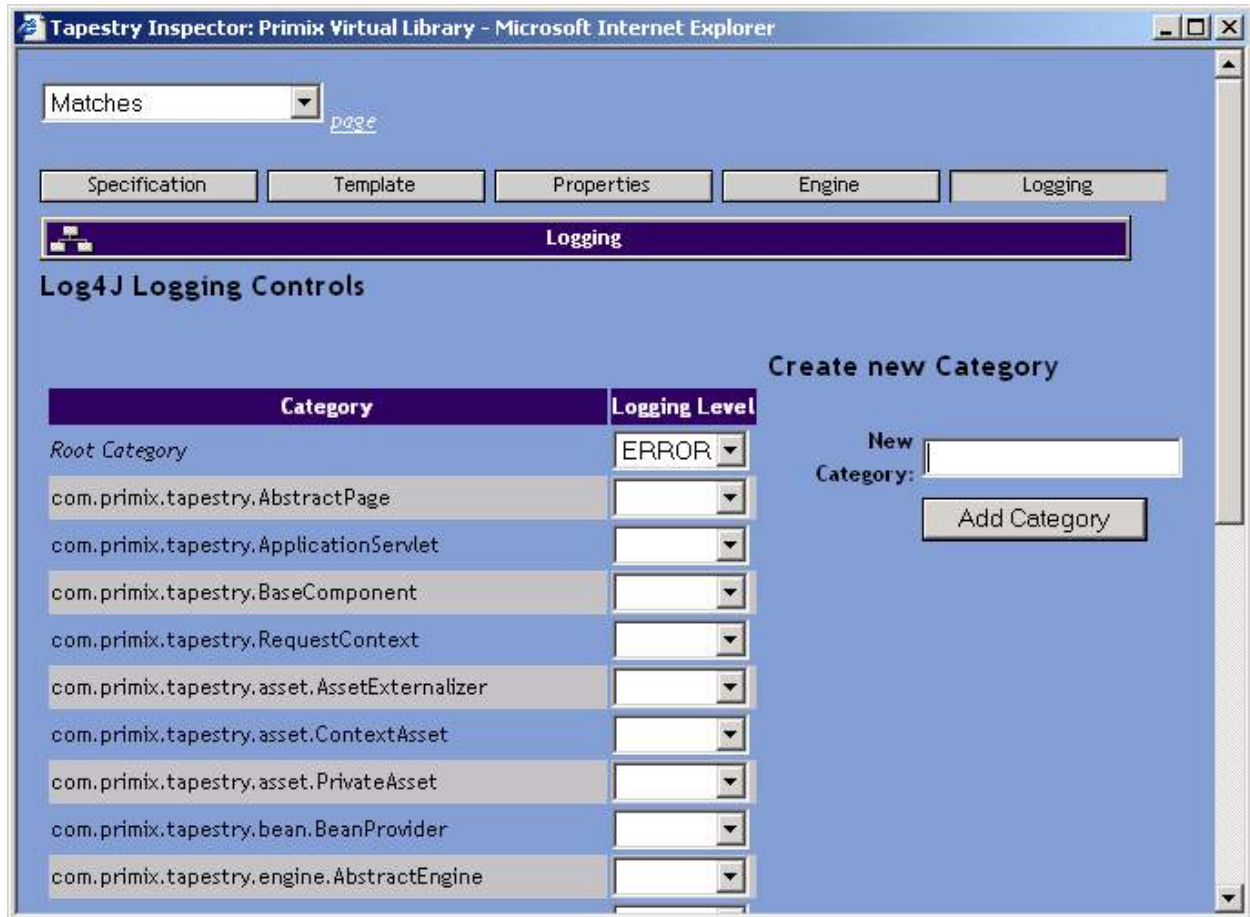 Tapestry Inspector: Primix Virtual Library - Microsoft Internet Explorer
Matches
page
Specification Template Properties Engine Logging
Logging
Log4J Logging Controls
Create new Category
Category Logging Level
Root Category ERROR
New
Category:
com.primix.tapestry.AbstractPage
Add Category
com.primix.tapestry.ApplicationServlet
com.primix.tapestry.BaseComponent
com.primix.tapestry.RequestContext
com.primix.tapestry.asset.AssetExternalizer
com.primix.tapestry.asset.ContextAsset
com.primix.tapestry.asset.PrivateAsset
com.primix.tapestry.bean.BeanProvider
com.primix.tapestry.engine.AbstractEngine